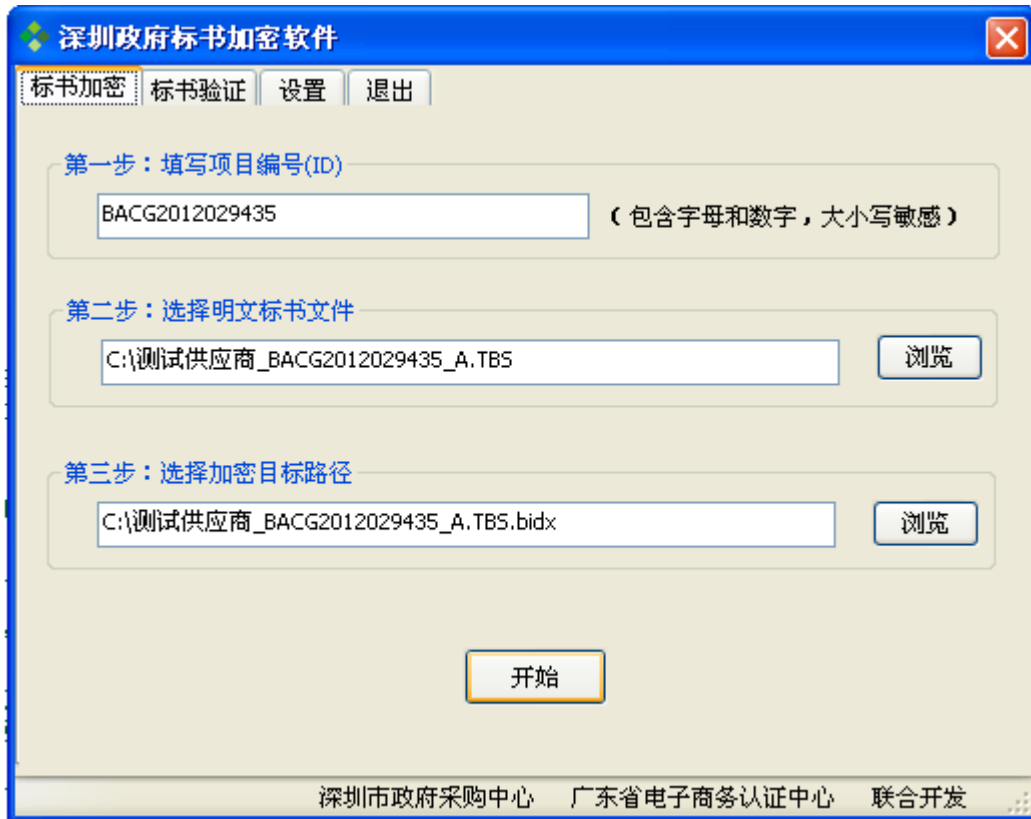 深圳政府标书加密软件
标书加密 标书验证 设置 退出
第一步：填写项目编号(ID)
BACG2012029435 （包含字母和数字，大小写敏感）
第二步：选择明文标书文件
C:\测试供应商_BACG2012029435_A.TBS 浏览
第三步：选择加密目标路径
C:\测试供应商_BACG2012029435_A.TBS.bidx 浏览
开始
深圳市政府采购中心 广东省电子商务认证中心 联合开发